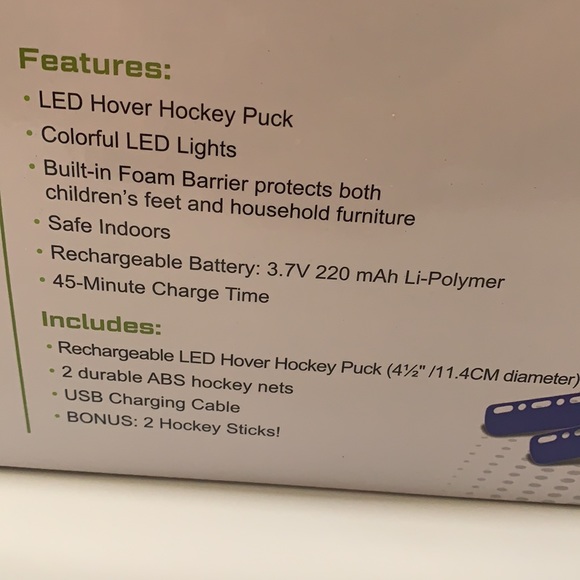 Features:
• LED Hover Hockey Puck
• Colorful LED Lights
• Built-in Foam Barrier protects both
children's feet and household furniture
• Safe Indoors
• Rechargeable Battery: 3.7V 220 mAh Li-Polymer
• 45-Minute Charge Time
Includes:
• Rechargeable LED Hover Hockey Puck (4½" /11.4CM diameter)
• 2 durable ABS hockey nets
• USB Charging Cable
• BONUS: 2 Hockey Sticks!